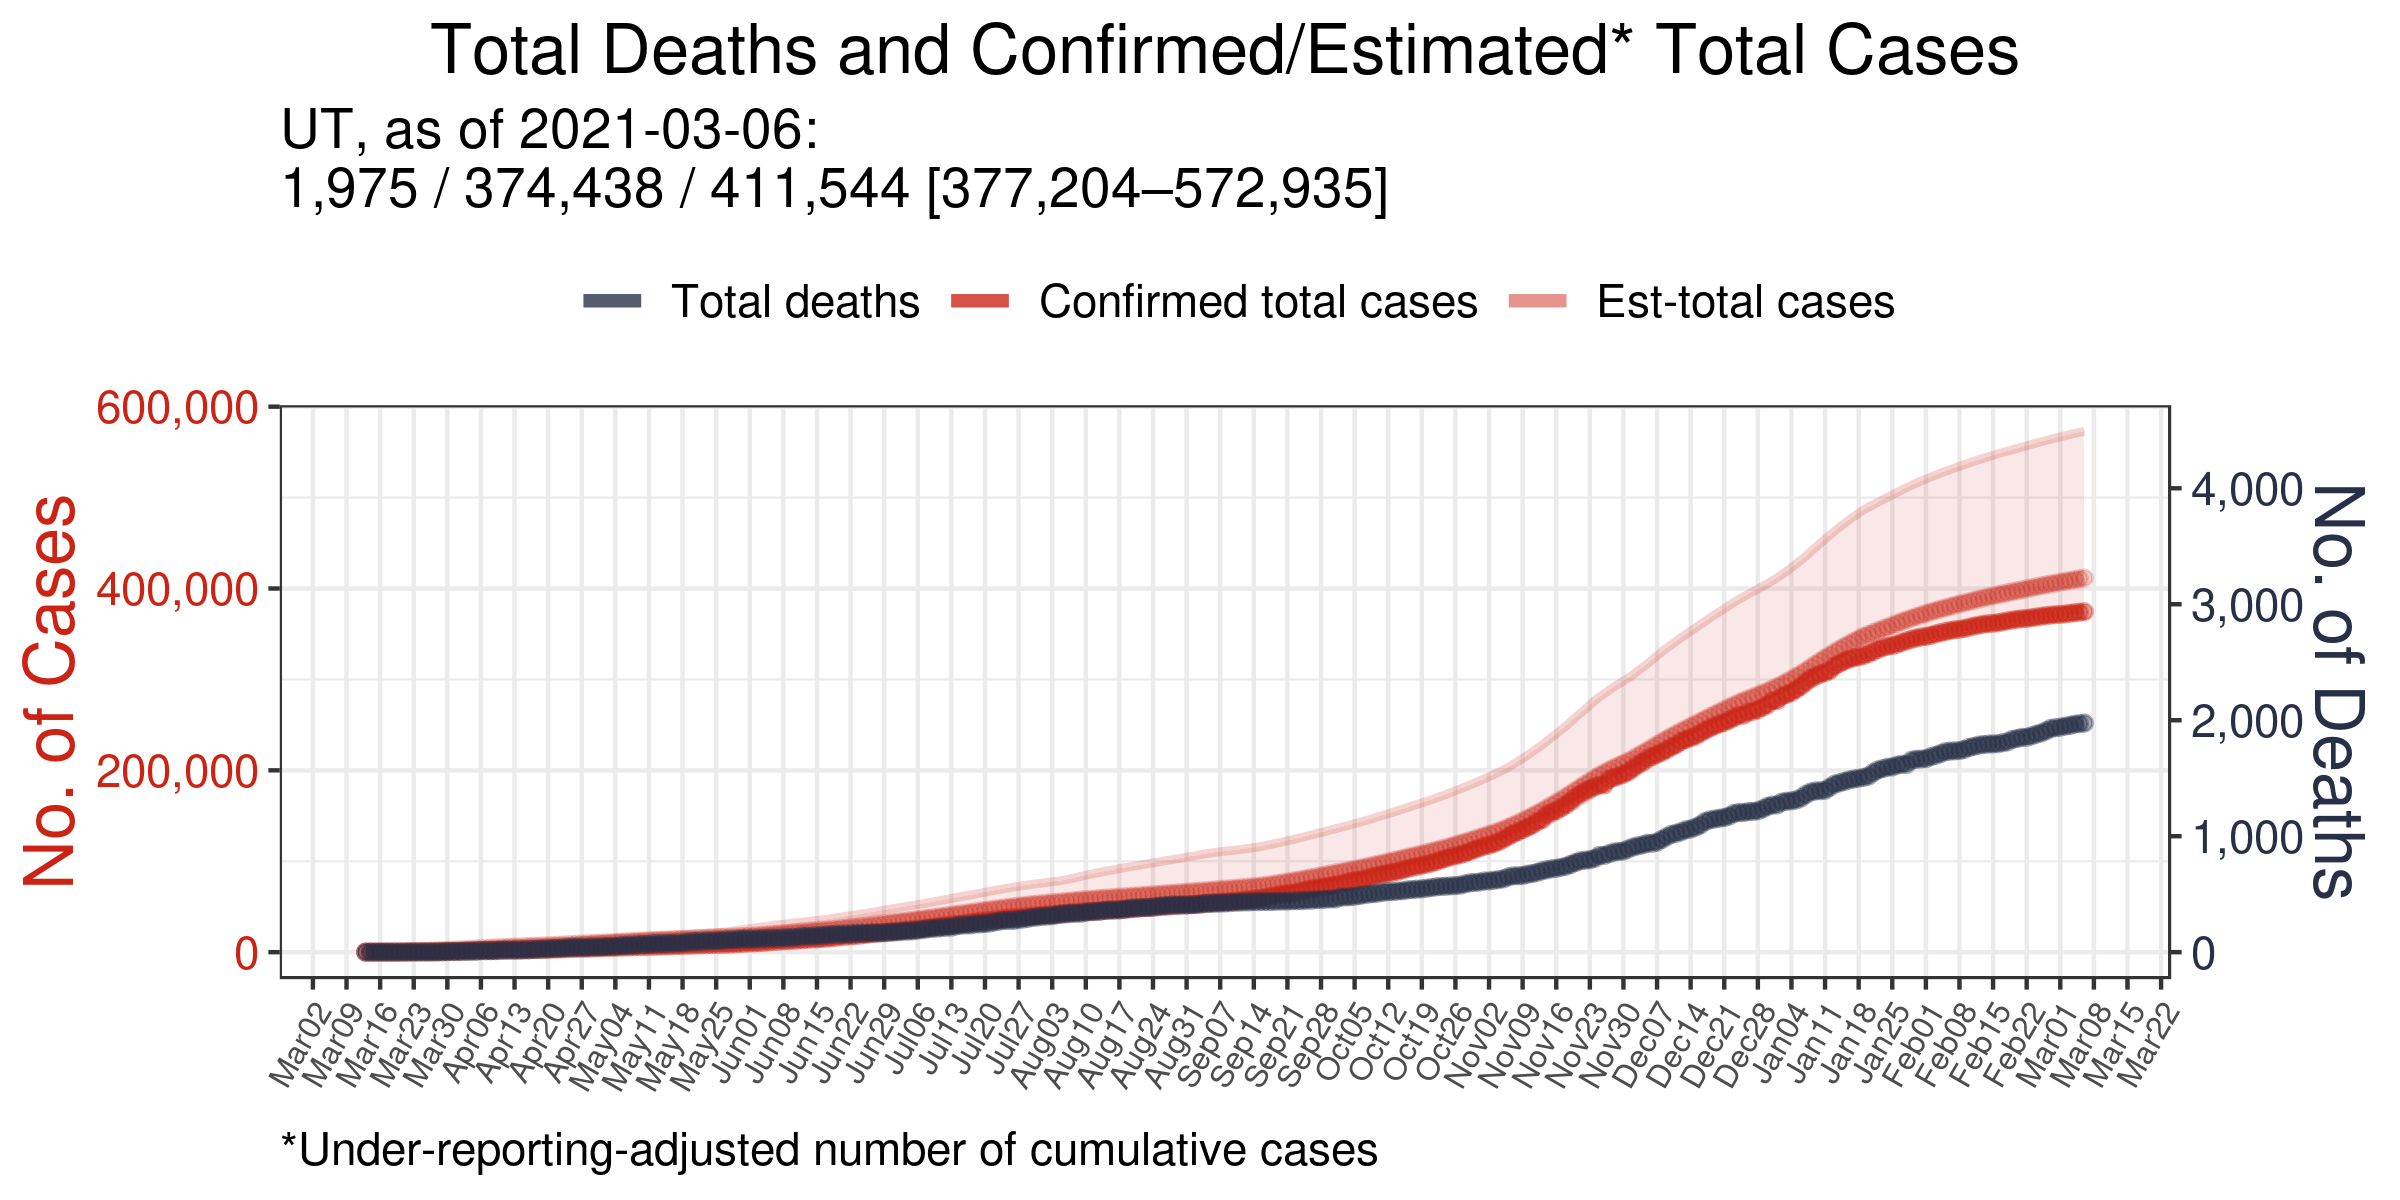 Total Deaths and Confirmed/Estimated* Total Cases
UT, as of 2021-03-06:
1,975 / 374,438 / 411,544 [377,204–572,935]
Total deaths
Confirmed total cases
Est-total cases
No. of Cases
600,000
400,000
200,000
0
4,000
3,000
2,000
1,000
0
No. of Deaths
Mar02
Mar09
Mar16
Mar23
Mar30
Apr06
Apr13
Apr20
Apr27
May04
May11
May18
May25
Jun01
Jun08
Jun15
Jun22
Jun29
Jul06
Jul13
Jul20
Jul27
Aug03
Aug10
Aug17
Aug24
Aug31
Sep07
Sep14
Sep21
Sep28
Oct05
Oct12
Oct19
Oct26
Nov02
Nov09
Nov16
Nov23
Nov30
Dec07
Dec14
Dec21
Dec28
Jan04
Jan11
Jan18
Jan25
Feb01
Feb08
Feb15
Feb22
Mar01
Mar08
Mar15
Mar22
*Under-reporting-adjusted number of cumulative cases